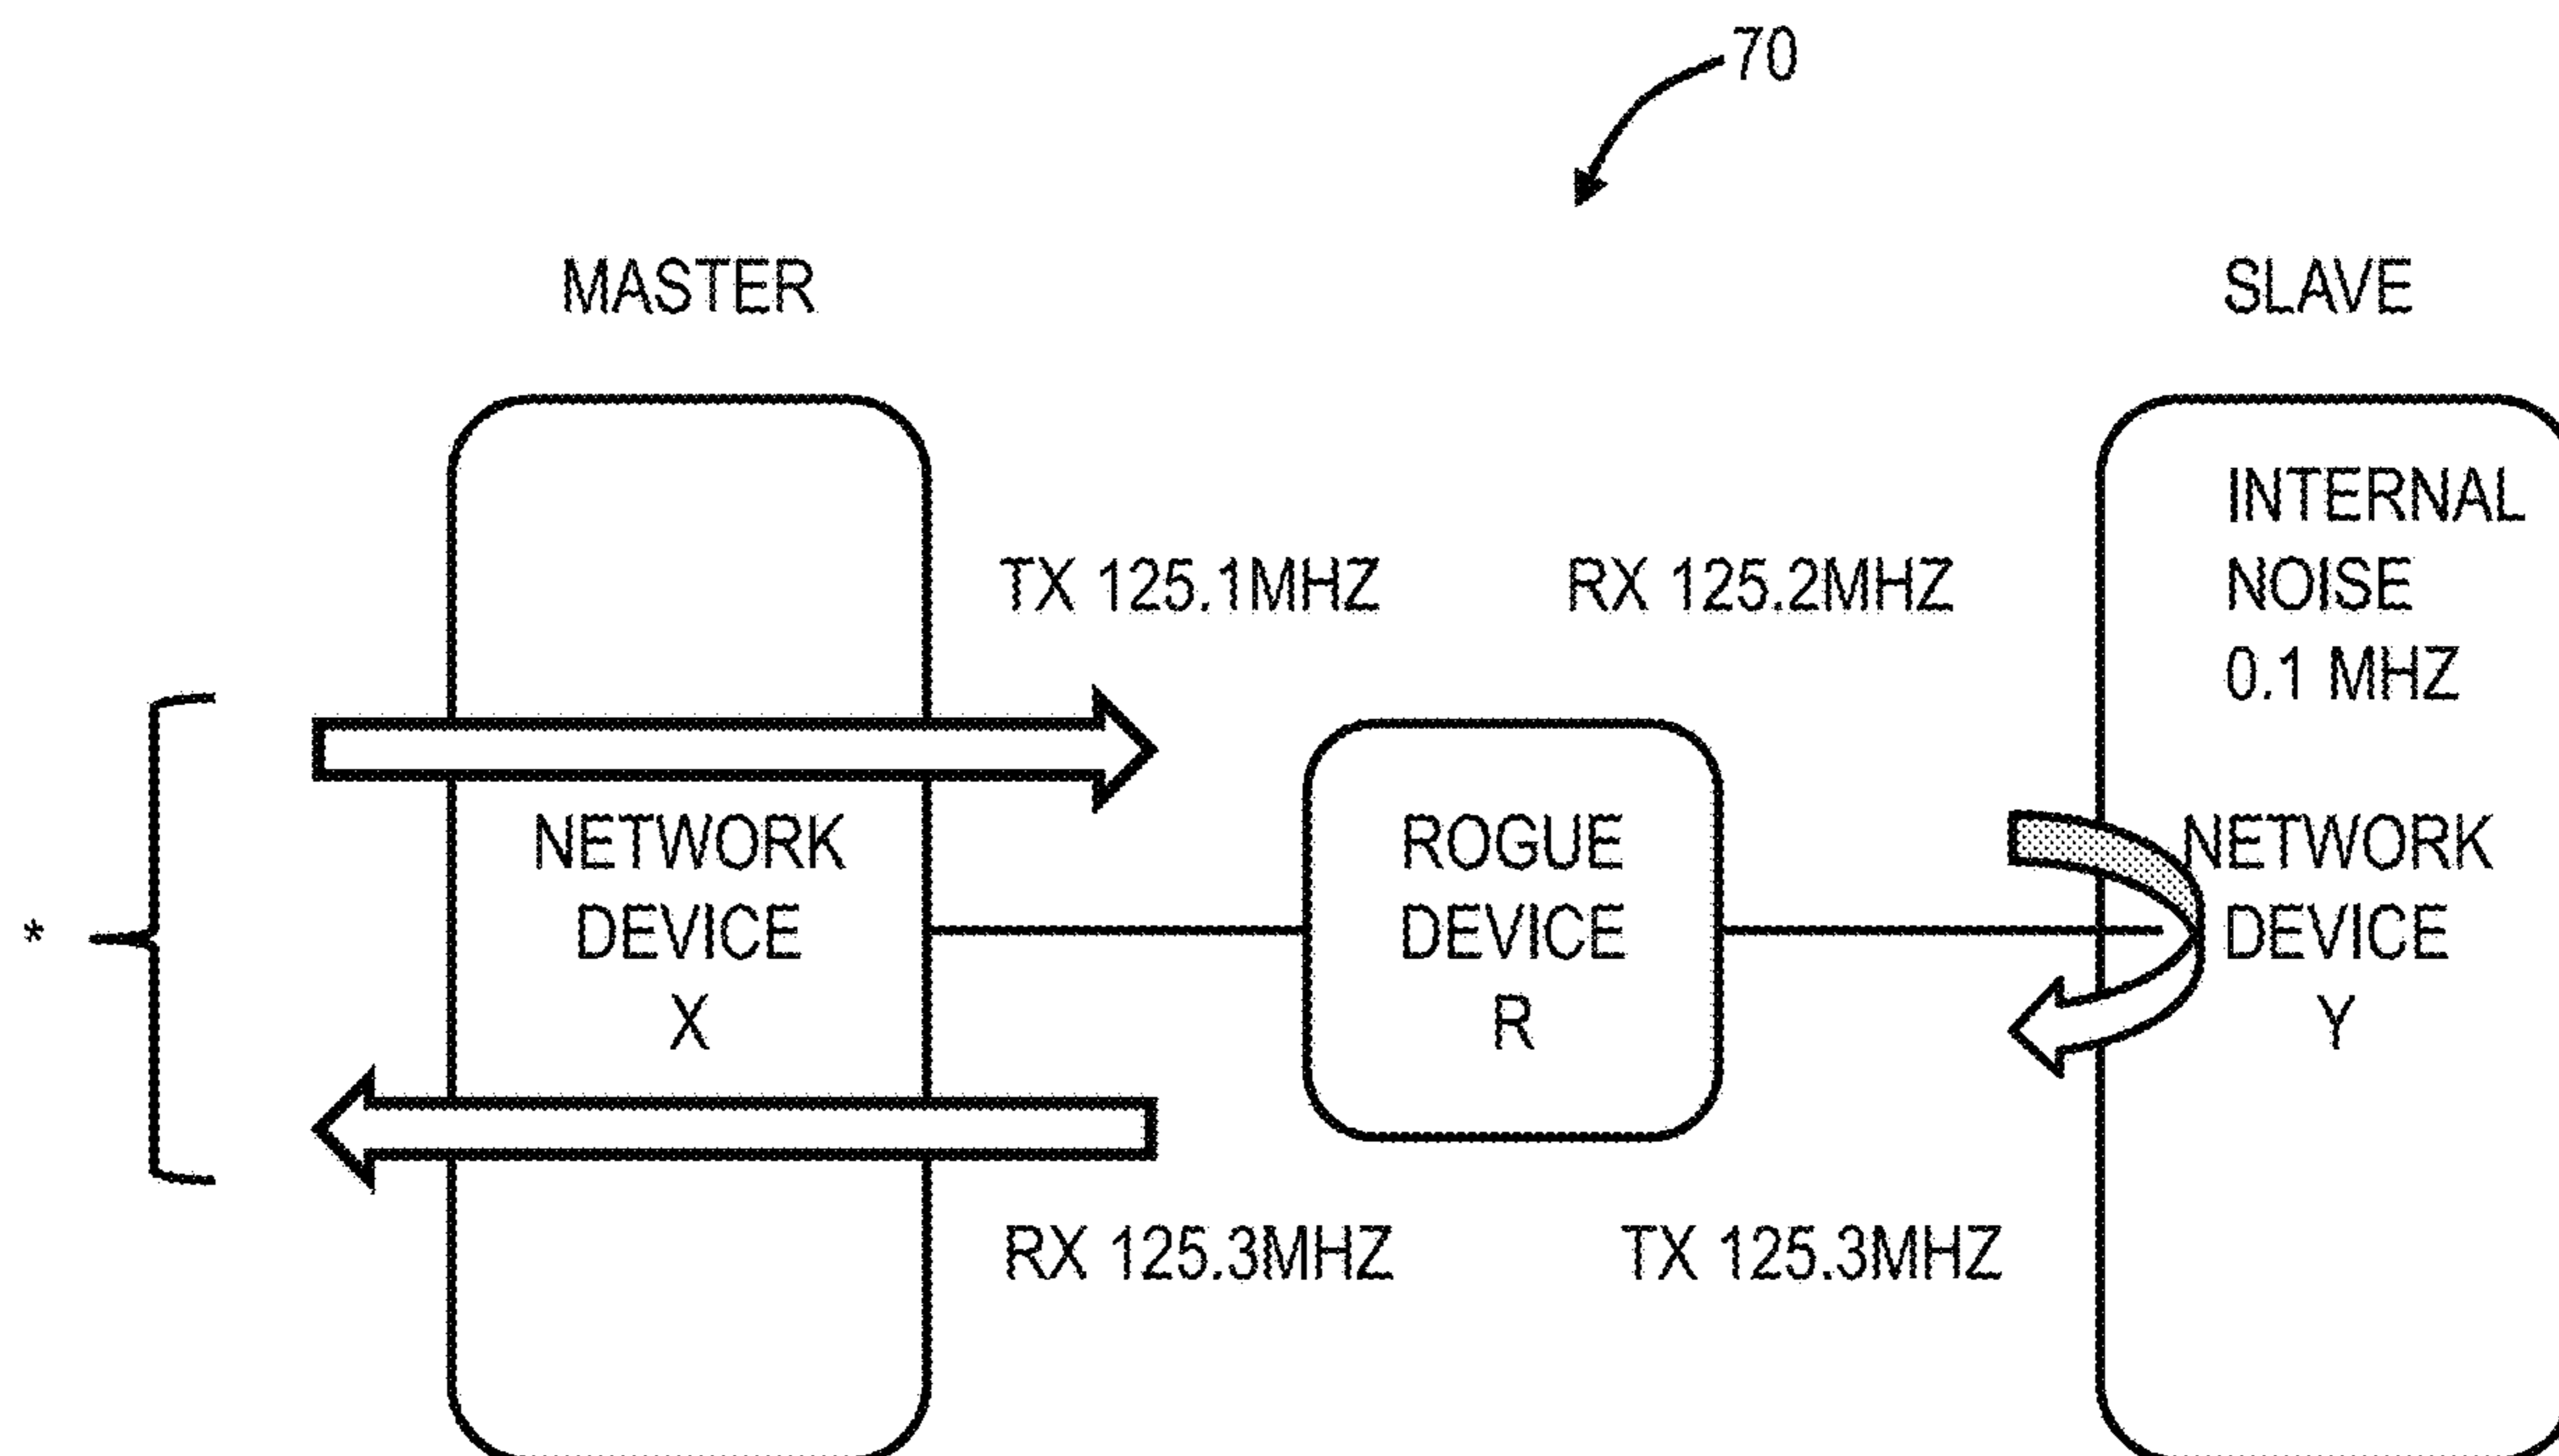 70
MASTER
SLAVE
INTERNAL
NOISE
0.1 MHZ
TX 125.1MHZ
RX 125.2MHZ
NETWORK
DEVICE
X
ROGUE
DEVICE
R
NETWORK
DEVICE
Y
*
RX 125.3MHZ
TX 125.3MHZ